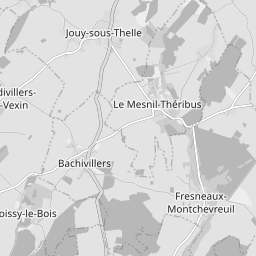 Jouy-sous-Thelle
divillers-
Vexin
Le Mesnil-Théribus
Bachivillers
Fresneaux-
Montchevreuil
oissy-le-Bois